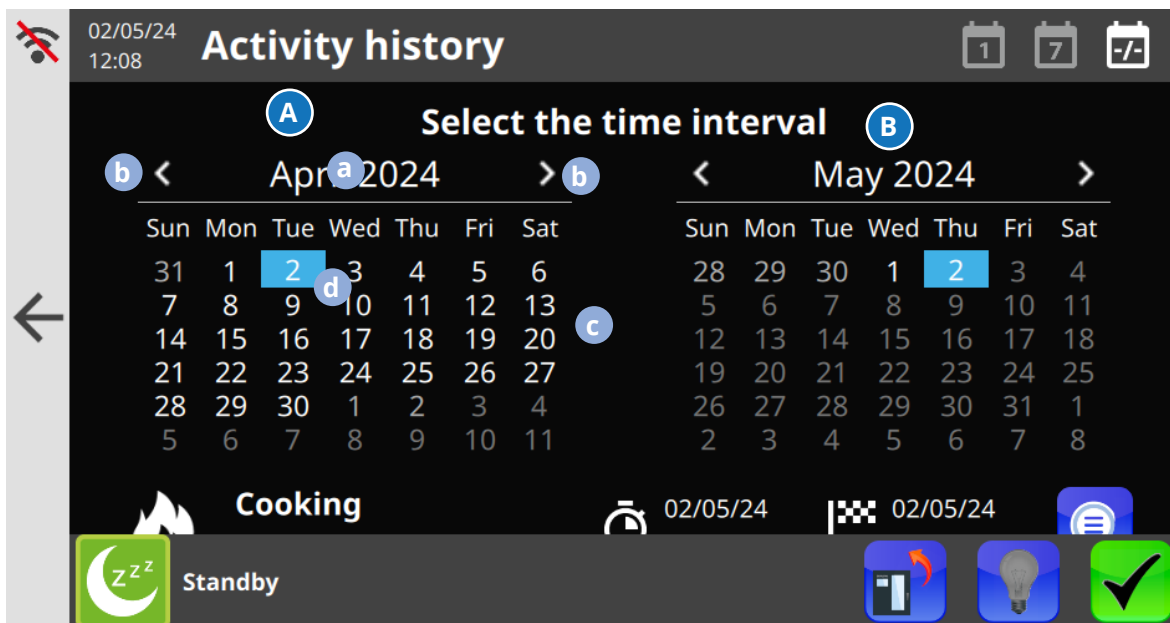 02/05/24
12:08
Activity history
1
7
-/-
A
Select the time interval
B
b
a
b
April 2024
May 2024
Sun Mon Tue Wed Thu Fri Sat
Sun Mon Tue Wed Thu Fri Sat
31 1 2 3 4 5 6
28 29 30 1 2 3 4
d
7 8 9 10 11 12 13
5 6 7 8 9 10 11
c
14 15 16 17 18 19 20
12 13 14 15 16 17 18
21 22 23 24 25 26 27
19 20 21 22 23 24 25
28 29 30 1 2 3 4
26 27 28 29 30 31 1
5 6 7 8 9 10 11
2 3 4 5 6 7 8
Cooking
02/05/24
02/05/24
zzz
Standby